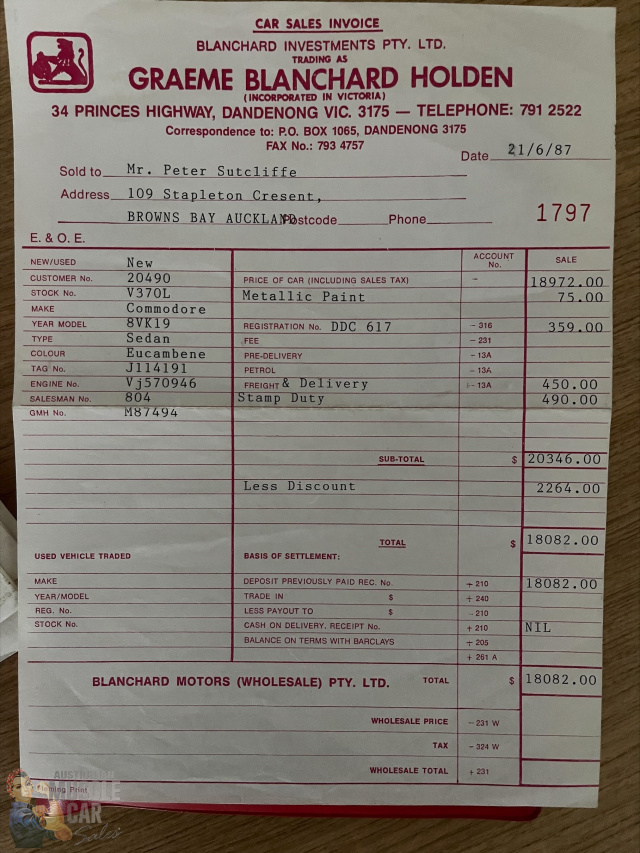 CAR SALES INVOICE
BLANCHARD INVESTMENTS PTY. LTD.
TRADING AS
GRAEME BLANCHARD HOLDEN
(INCORPORATED IN VICTORIA)
34 PRINCES HIGHWAY, DANDENONG VIC. 3175 — TELEPHONE: 791 2522
Correspondence to: P.O. BOX 1065, DANDENONG 3175
FAX No.: 793 4757
Date 21/6/87
Sold to Mr. Peter Sutcliffe
Address 109 Stapleton Cresent,
BROWNS BAY AUCKLAND Postcode Phone 1797
E. & O. E.
NEW/USED New ACCOUNT No. SALE
CUSTOMER No. 20490 PRICE OF CAR (INCLUDING SALES TAX) – 18972.00
STOCK No. V370L Metallic Paint 75.00
MAKE Commodore
YEAR MODEL 8VK19 REGISTRATION No. DDC 617 – 316 359.00
TYPE Sedan FEE – 231
COLOUR Eucambene PRE-DELIVERY – 13A
TAG No. J114191 PETROL – 13A
ENGINE No. Vj570946 FREIGHT & Delivery – 13A 450.00
SALESMAN No. 804 Stamp Duty 490.00
GMH No. M87494
SUB-TOTAL $ 20346.00
Less Discount 2264.00
TOTAL $ 18082.00
USED VEHICLE TRADED BASIS OF SETTLEMENT:
MAKE DEPOSIT PREVIOUSLY PAID REC. No. + 210 18082.00
YEAR/MODEL TRADE IN $ + 240
REG. No. LESS PAYOUT TO $ – 210
STOCK No. CASH ON DELIVERY. RECEIPT No. + 210 NIL
BALANCE ON TERMS WITH BARCLAYS + 205
+ 261 A
BLANCHARD MOTORS (WHOLESALE) PTY. LTD. TOTAL $ 18082.00
WHOLESALE PRICE – 231 W
TAX – 324 W
WHOLESALE TOTAL + 231
Print
CAR
Sales